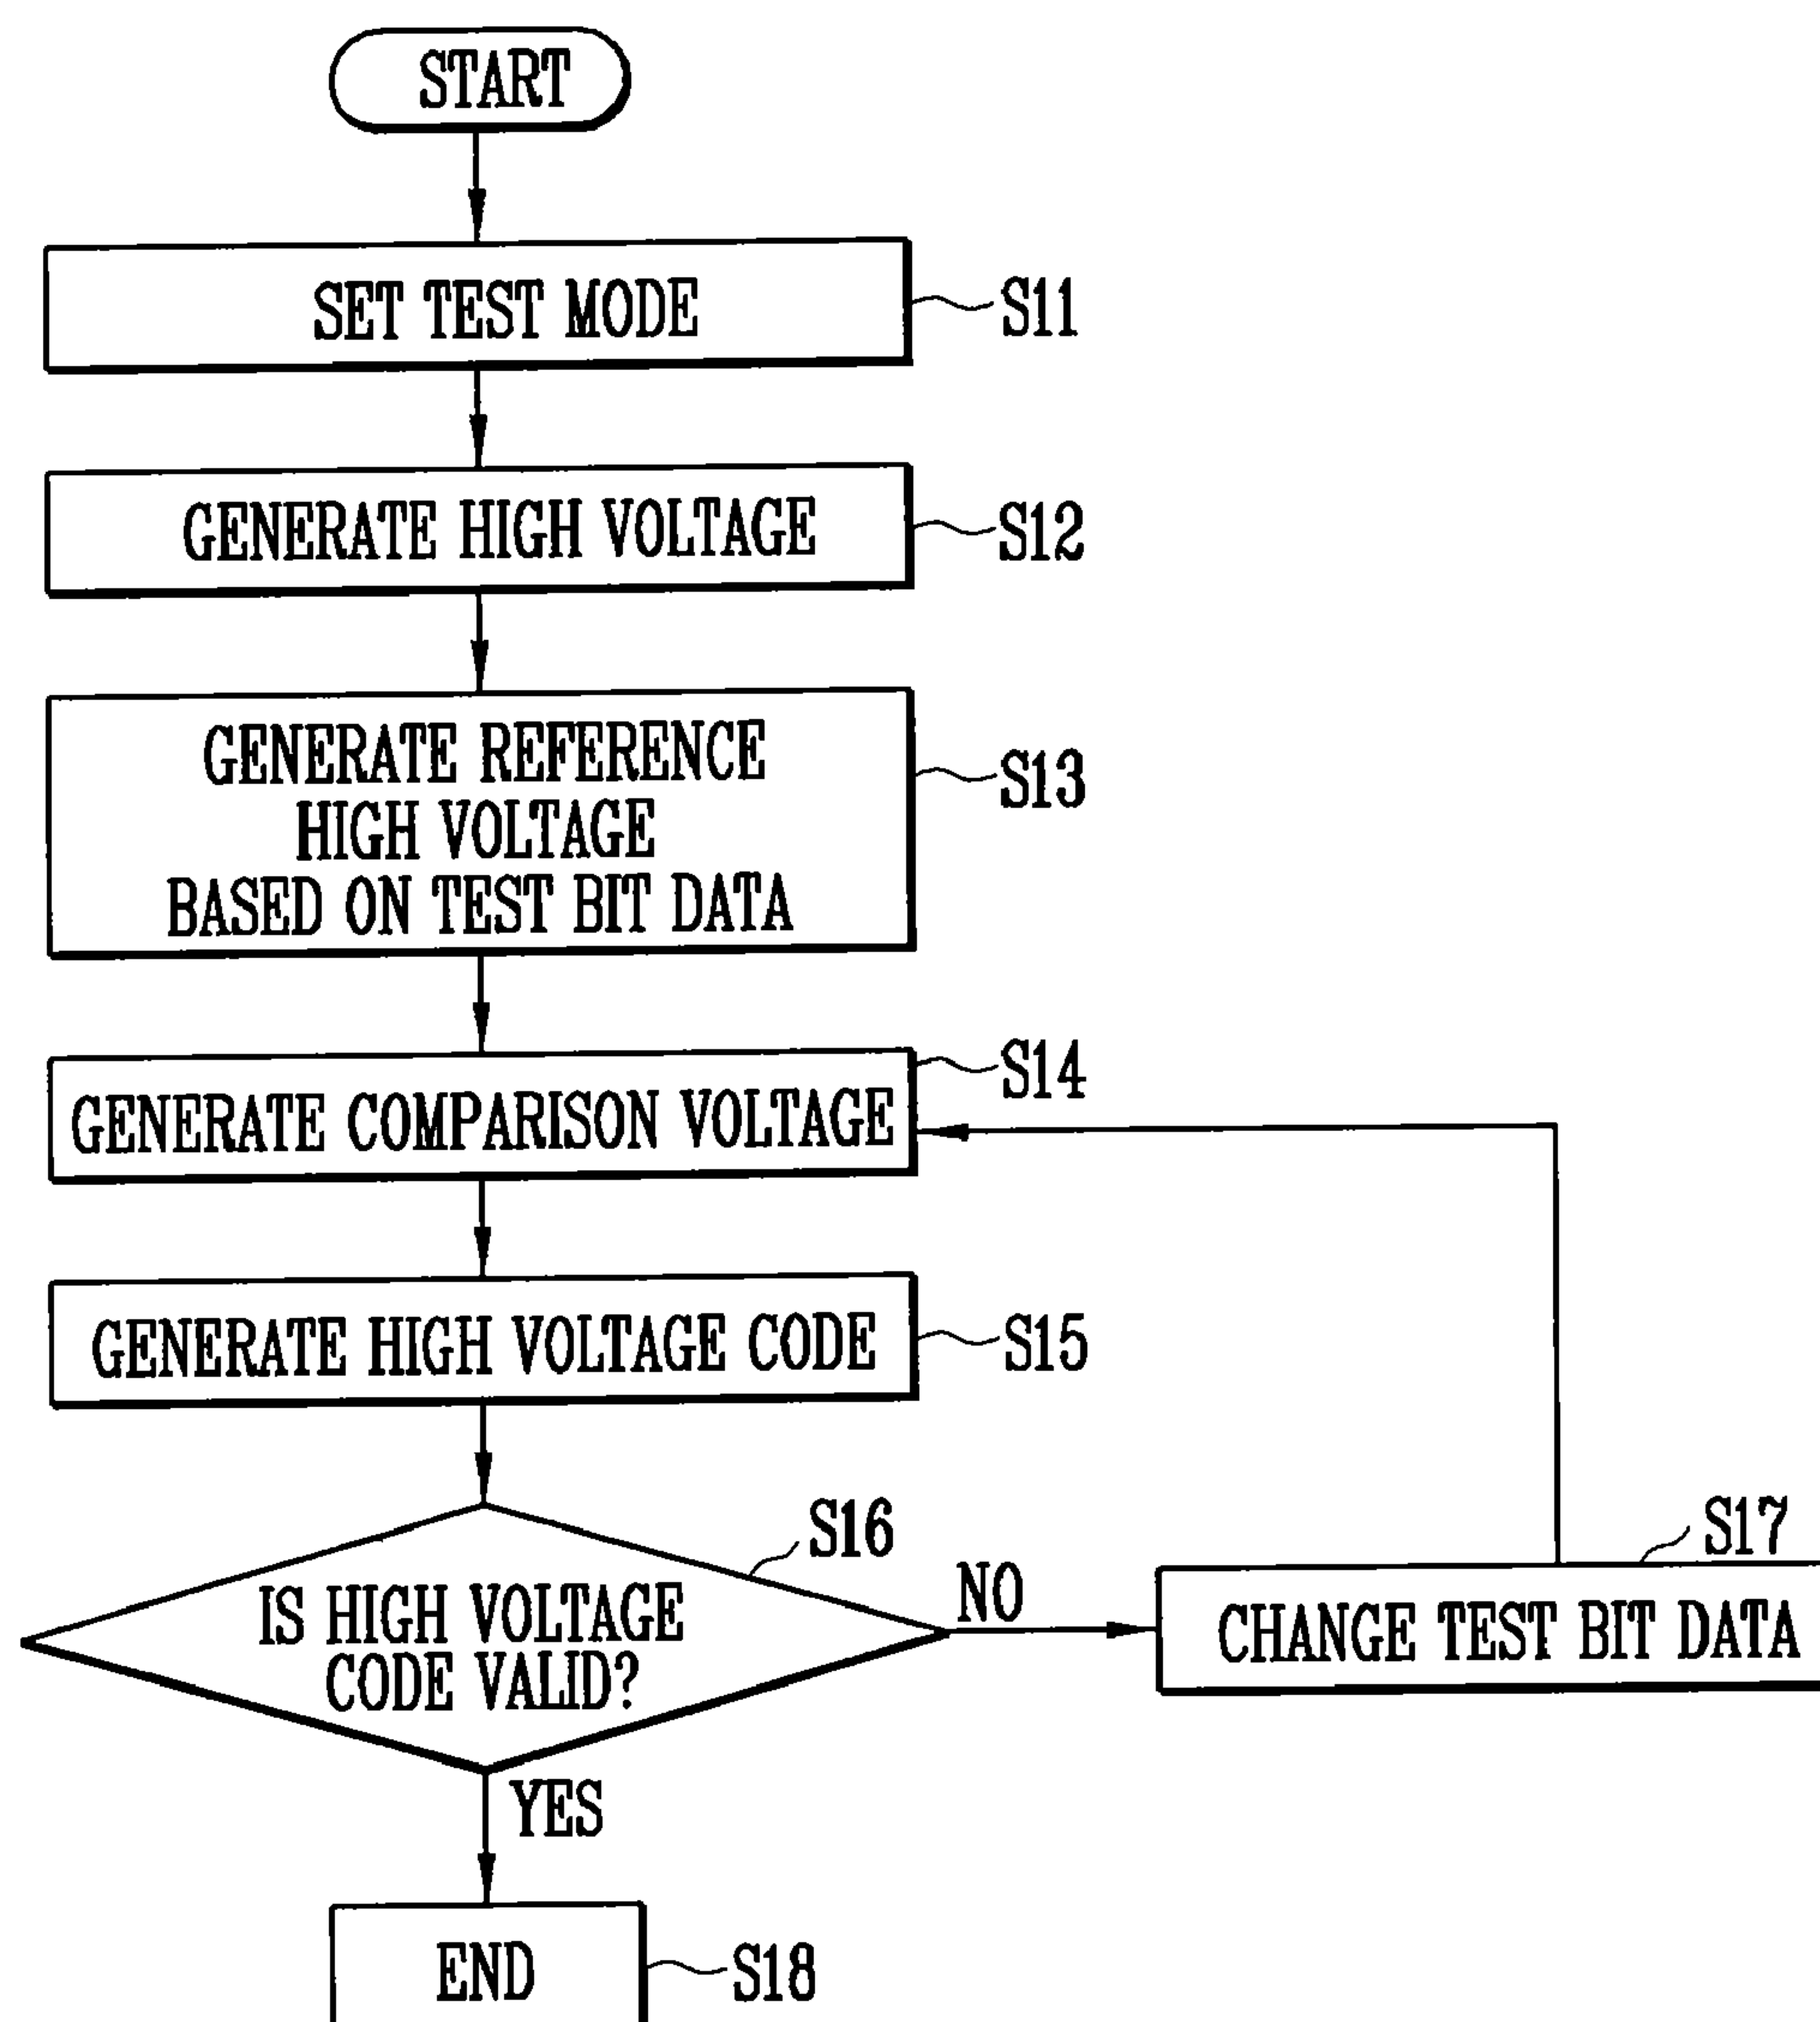 START
SET TEST MODE
S11
GENERATE HIGH VOLTAGE
S12
GENERATE REFERENCE
HIGH VOLTAGE
BASED ON TEST BIT DATA
S13
GENERATE COMPARISON VOLTAGE
S14
GENERATE HIGH VOLTAGE CODE
S15
IS HIGH VOLTAGE
CODE VALID?
S16
NO
CHANGE TEST BIT DATA
S17
YES
END
S18